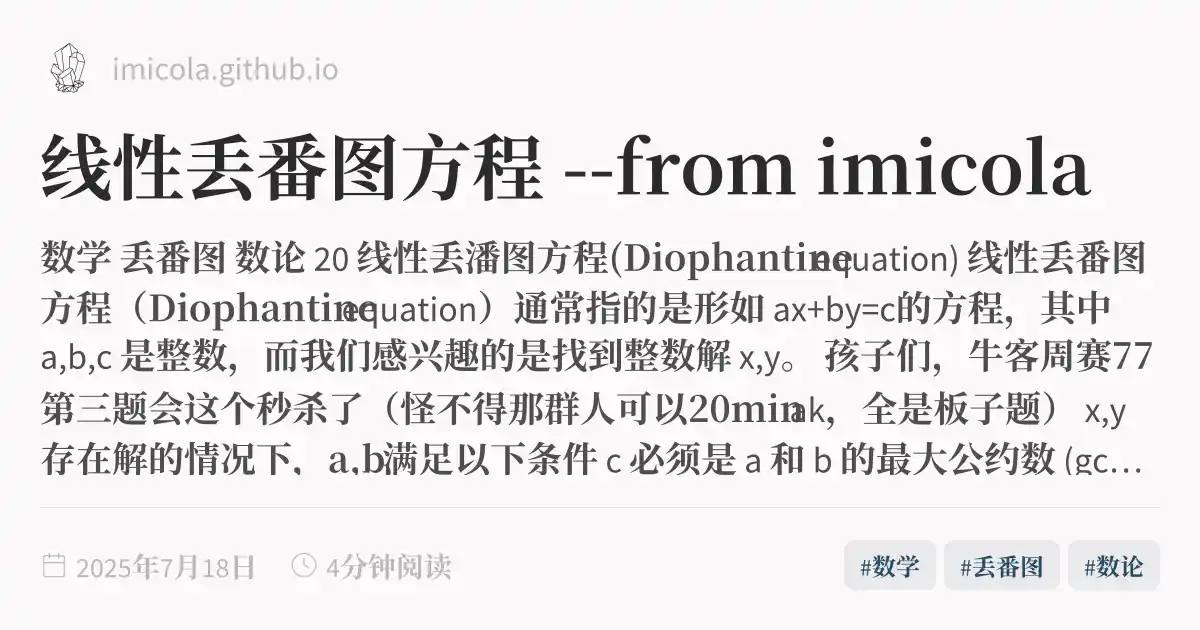 imicola.github.io
线性丢番图方程 --from imicola
数学 丢番图 数论 20 线性丢潘图方程(Diophantine equation) 线性丢番图
方程（Diophantine equation）通常指的是形如 ax+by=c的方程，其中
a,b,c 是整数，而我们感兴趣的是找到整数解 x,y。 孩子们，牛客周赛77
第三题会这个秒杀了（怪不得那群人可以20min ak，全是板子题） x,y
存在解的情况下，a,b满足以下条件 c 必须是 a 和 b 的最大公约数 (gc…
2025年7月18日 4分钟阅读 #数学 #丢番图 #数论